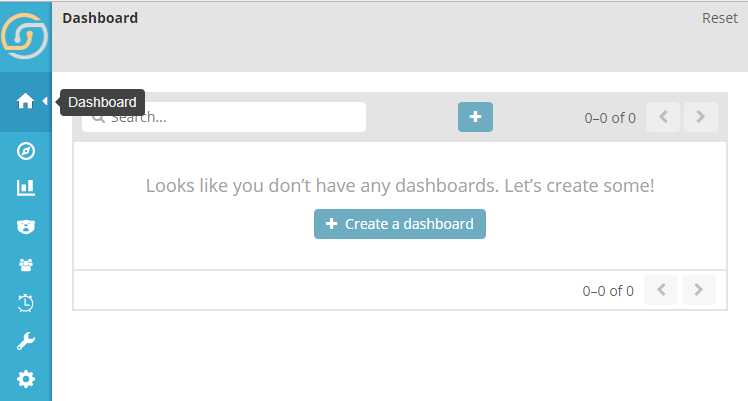 Dashboard
Reset
Dashboard
Search...
0–0 of 0
Looks like you don’t have any dashboards. Let’s create some!
Create a dashboard
0–0 of 0